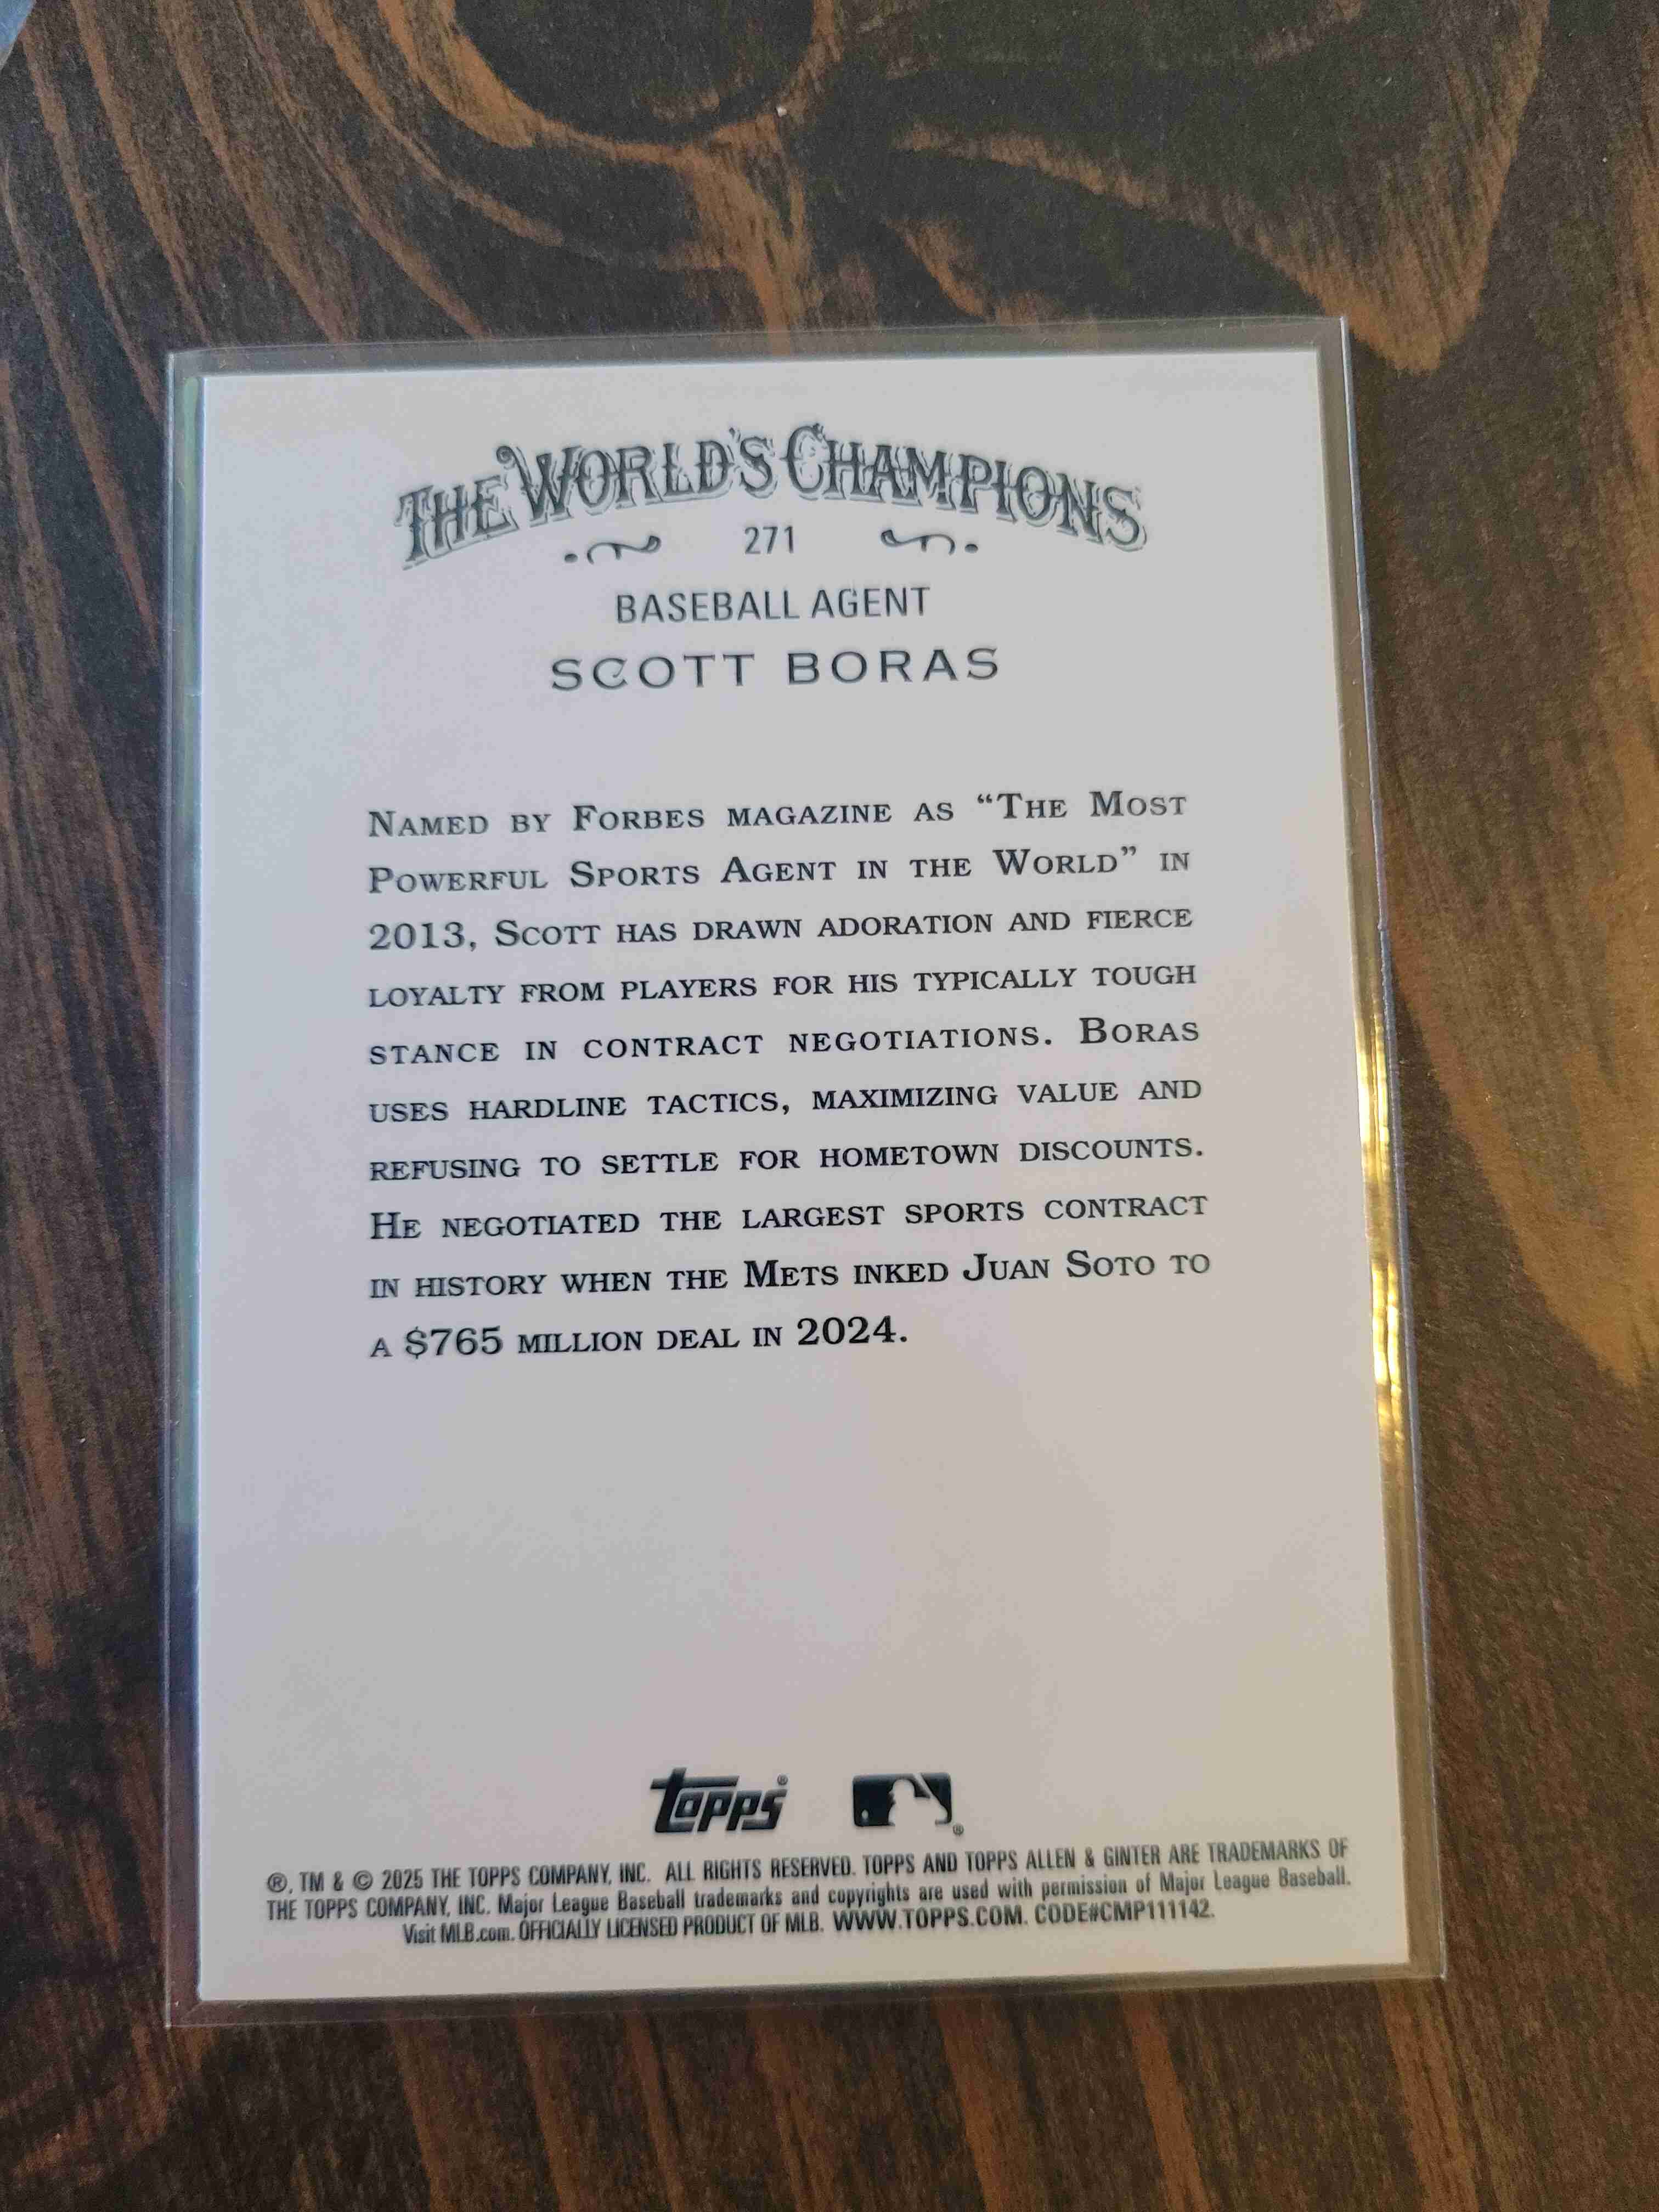 THE WORLD'S CHAMPIONS
271
BASEBALL AGENT
SCOTT BORAS
NAMED BY FORBES MAGAZINE AS “THE MOST
POWERFUL SPORTS AGENT IN THE WORLD” IN
2013, SCOTT HAS DRAWN ADORATION AND FIERCE
LOYALTY FROM PLAYERS FOR HIS TYPICALLY TOUGH
STANCE IN CONTRACT NEGOTIATIONS. BORAS
USES HARDLINE TACTICS, MAXIMIZING VALUE AND
REFUSING TO SETTLE FOR HOMETOWN DISCOUNTS.
HE NEGOTIATED THE LARGEST SPORTS CONTRACT
IN HISTORY WHEN THE METS INKED JUAN SOTO TO
A $765 MILLION DEAL IN 2024.
topps® ®
®, TM & © 2025 THE TOPPS COMPANY, INC. ALL RIGHTS RESERVED. TOPPS AND TOPPS ALLEN & GINTER ARE TRADEMARKS OF
THE TOPPS COMPANY, INC. Major League Baseball trademarks and copyrights are used with permission of Major League Baseball.
Visit MLB.com. OFFICIALLY LICENSED PRODUCT OF MLB. WWW.TOPPS.COM. CODE#CMP111142.